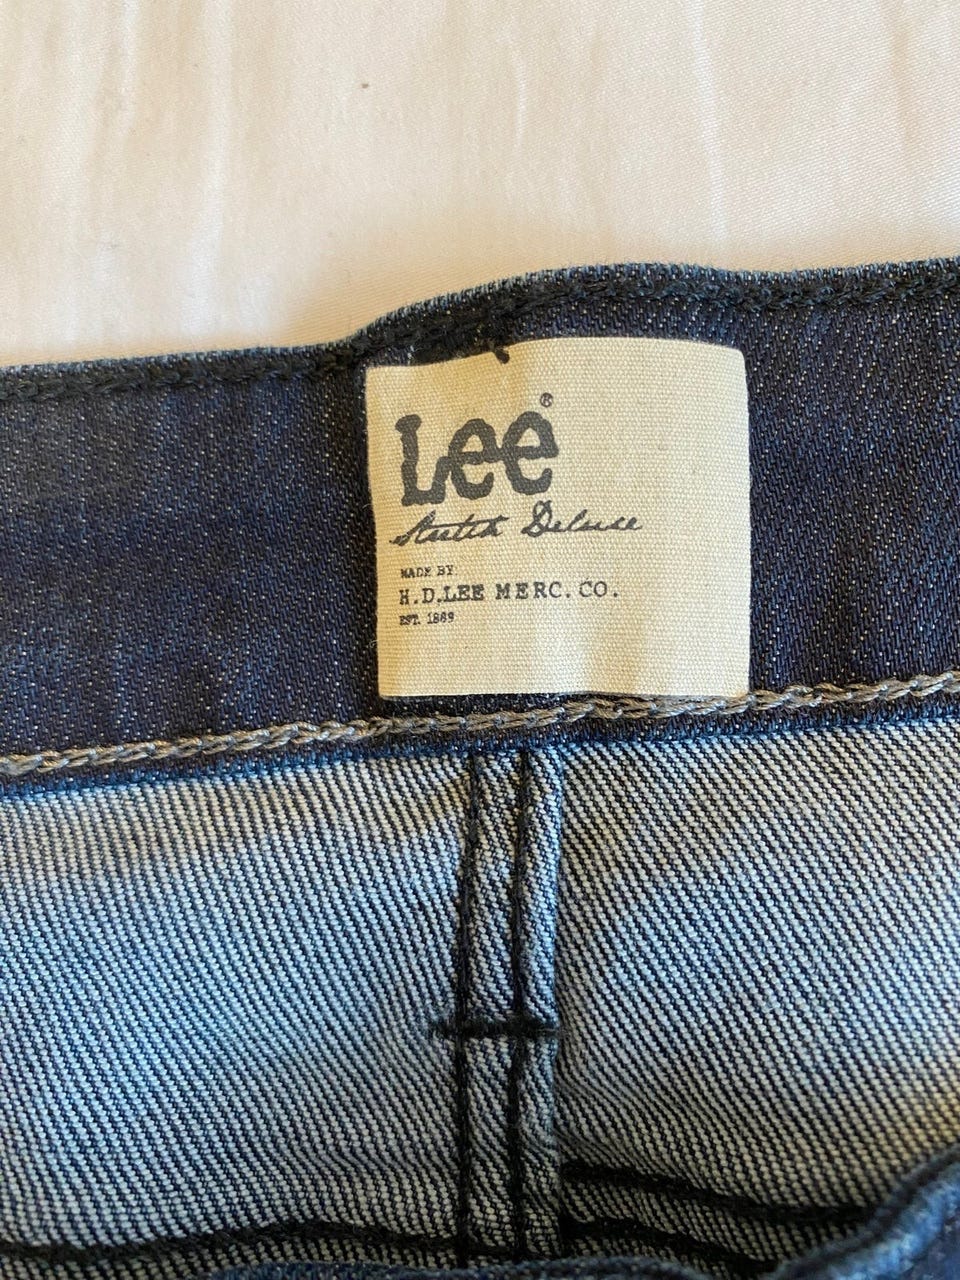 Lee®
Stretch Deluxe
MADE BY
H.D.LEE MERC. CO.
EST. 1889